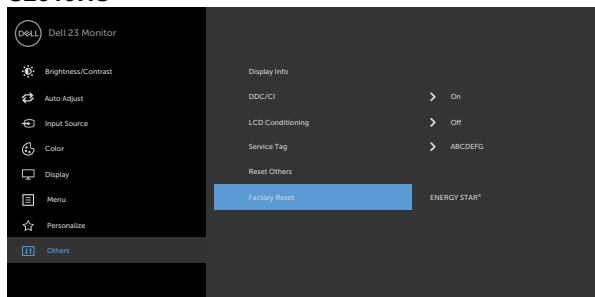 DELL Dell 23 Monitor
Brightness/Contrast
Auto Adjust
Input Source
Color
Display
Menu
Personalize
Others
Display Info
DDC/CI > On
LCD Conditioning > Off
Service Tag > ABCDEFG
Reset Others
Factory Reset ENERGY STAR®